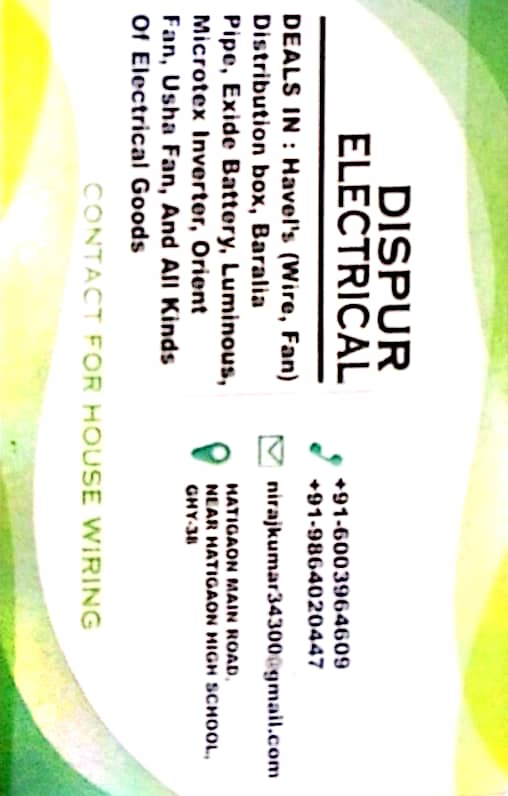 DISPUR
ELECTRICAL
DEALS IN : Havel's (Wire, Fan)
Distribution box, Baralia
Pipe, Exide Battery, Luminous,
Microtex Inverter, Orient
Fan, Usha Fan, And All Kinds
Of Electrical Goods
+91-6003964609
+91-9864020447
nirajkumar34300@gmail.com
HATIGAON MAIN ROAD,
NEAR HATIGAON HIGH SCHOOL,
GHY-38
CONTACT FOR HOUSE WIRING